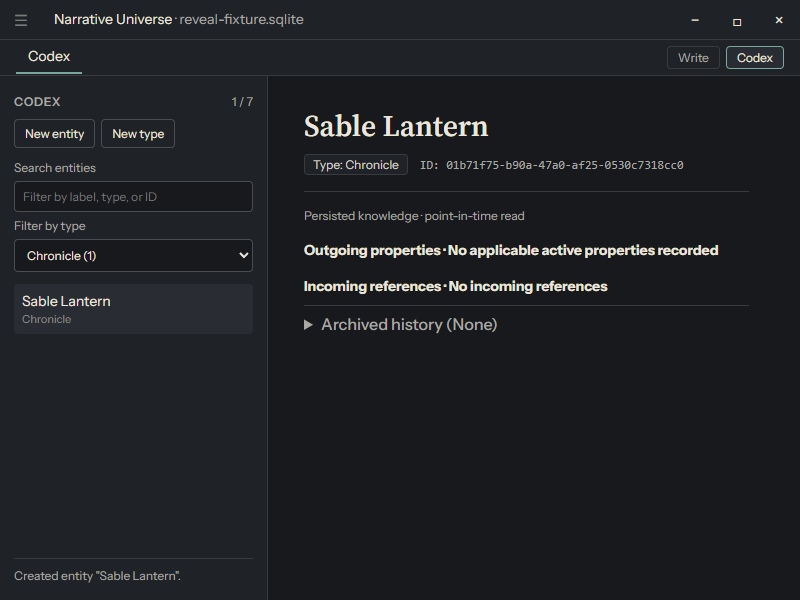 Narrative Universe · reveal-fixture.sqlite
Codex
Write
Codex
CODEX
1 / 7
New entity
New type
Search entities
Filter by label, type, or ID
Filter by type
Chronicle (1)
Sable Lantern
Chronicle
Created entity "Sable Lantern".
Sable Lantern
Type: Chronicle
ID: 01b71f75-b90a-47a0-af25-0530c7318cc0
Persisted knowledge · point-in-time read
Outgoing properties · No applicable active properties recorded
Incoming references · No incoming references
Archived history (None)